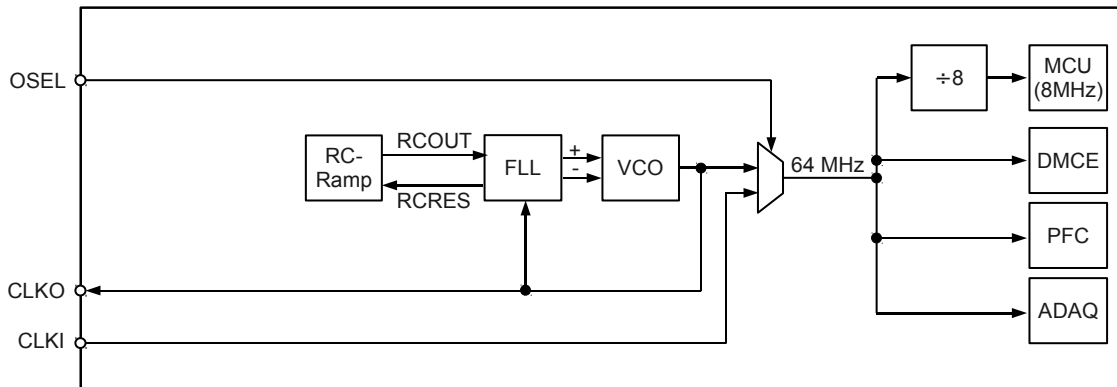 OSEL
÷8
MCU
(8MHz)
RC-
Ramp
RCOUT
RCRES
FLL
+
-
VCO
64 MHz
DMCE
PFC
CLKO
ADAQ
CLKI